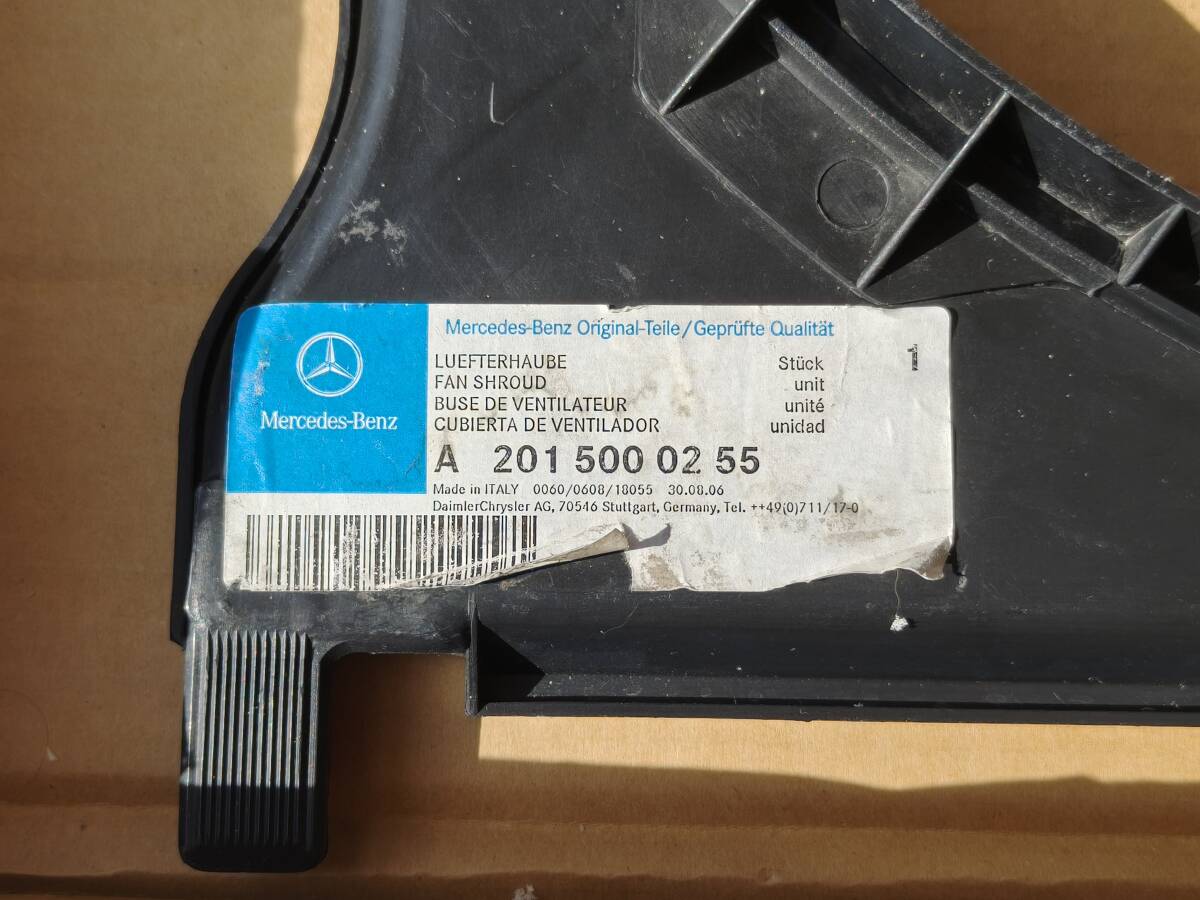 Mercedes-Benz Original-Teile/Geprüfte Qualität
Mercedes-Benz
LUEFTERHAUBE Stück 1
FAN SHROUD unit
BUSE DE VENTILATEUR unité
CUBIERTA DE VENTILADOR unidad
A 201 500 02 55
Made in ITALY 0060/0608/18055 30.08.06
DaimlerChrysler AG, 70546 Stuttgart, Germany, Tel. ++49(0)711/17-0